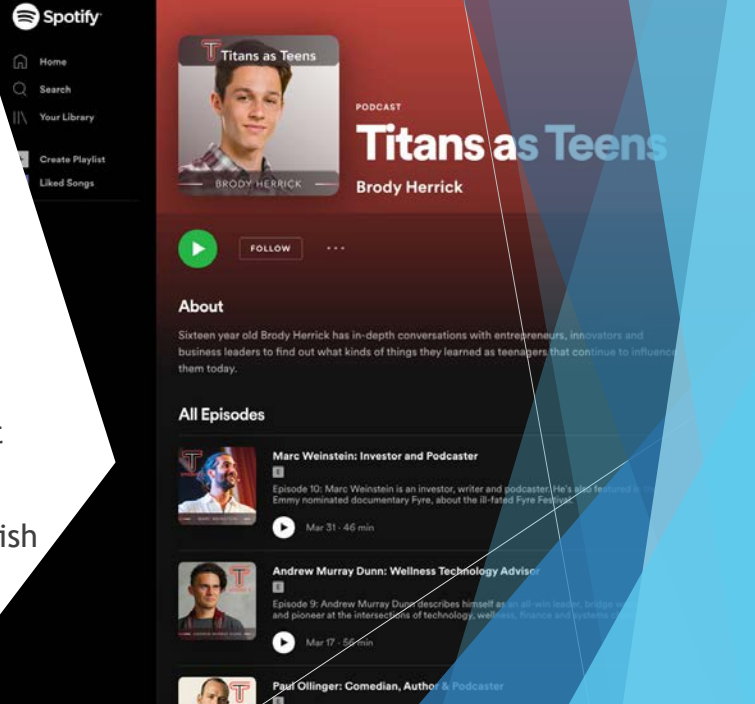 Spotify
Home
Search
Your Library
Create Playlist
Liked Songs
ish
Titans as Teens
BRODY HERRICK
PODCAST
Titans as Teens
Brody Herrick
FOLLOW
About
Sixteen year old Brody Herrick has in-depth conversations with entrepreneurs, innovators and
business leaders to find out what kinds of things they learned as teenagers that continue to influence
them today.
All Episodes
Marc Weinstein: Investor and Podcaster
E
Episode 10: Marc Weinstein is an investor, writer and podcaster. He's also featured in the
Emmy nominated documentary Fyre, about the ill-fated Fyre Festival.
Mar 31 · 46 min
Andrew Murray Dunn: Wellness Technology Advisor
E
Episode 9: Andrew Murray Dunn describes himself as an all-win leader, bridge
and pioneer at the intersections of technology, wellness, finance and systems
Mar 17 · 56 min
Paul Ollinger: Comedian, Author & Podcaster